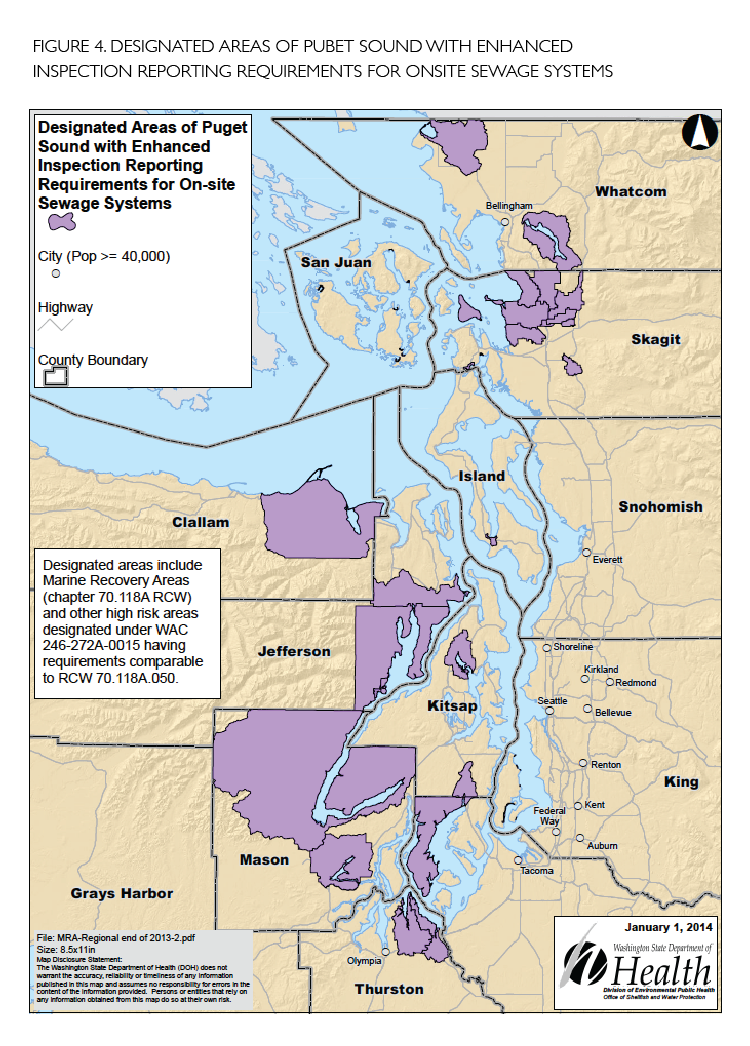 FIGURE 4. DESIGNATED AREAS OF PUBET SOUND WITH ENHANCED
INSPECTION REPORTING REQUIREMENTS FOR ONSITE SEWAGE SYSTEMS
Designated Areas of Puget
Sound with Enhanced
Inspection Reporting
Requirements for On-site
Sewage Systems
City (Pop >= 40,000)
Highway
County Boundary
Whatcom
Bellingham
San Juan
Skagit
Island
Snohomish
Clallam
Everett
Designated areas include
Marine Recovery Areas
(chapter 70.118A RCW)
and other high risk areas
designated under WAC
246-272A-0015 having
requirements comparable
to RCW 70.118A.050.
Jefferson
Shoreline
Kirkland
Redmond
Kitsap
Seattle
Bellevue
Renton
King
Federal
Way
Kent
Auburn
Mason
Tacoma
Grays Harbor
Olympia
Thurston
File: MRA-Regional end of 2013-2.pdf
Size: 8.5x11in
Map Disclosure Statement:
The Washington State Department of Health (DOH) does not
warrant the accuracy, reliability or timeliness of any information
published in this map and assumes no responsibility for errors in the
content of the information provided. Persons or entities that rely on
any information obtained from this map do so at their own risk.
January 1, 2014
Washington State Department of
Health
Division of Environmental Public Health
Office of Shellfish and Water Protection